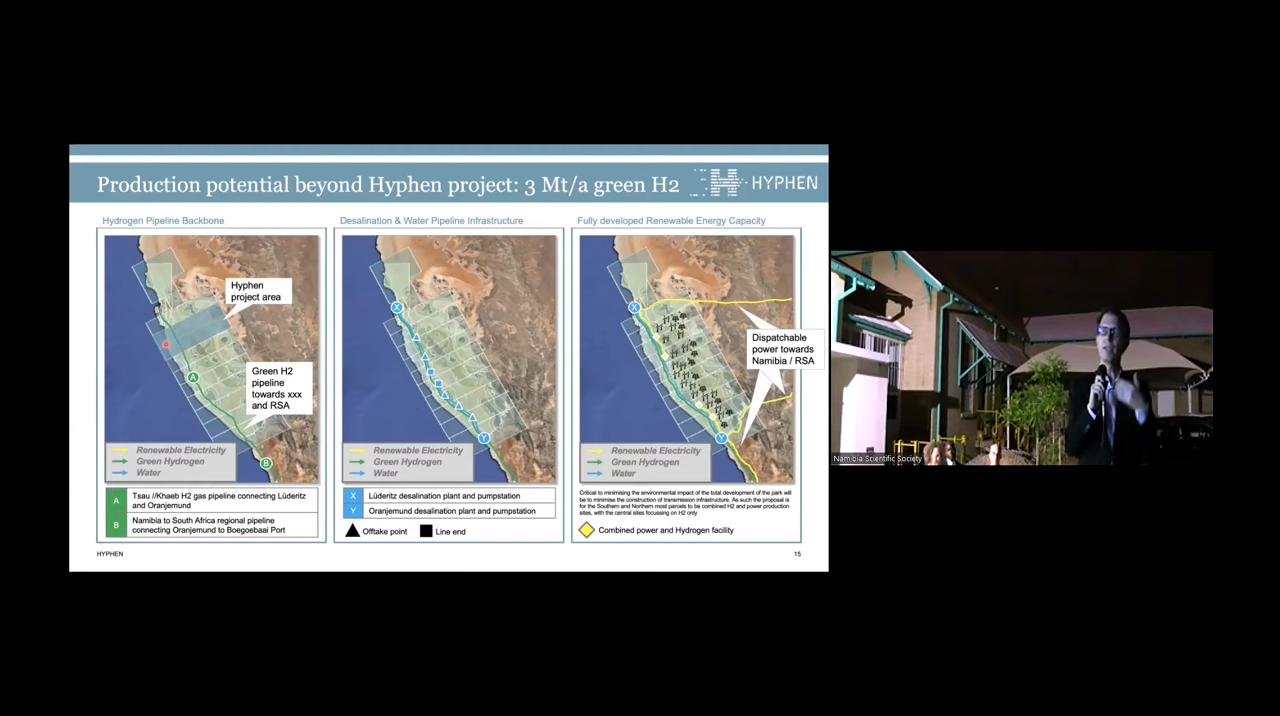 Production potential beyond Hyphen project: 3 Mt/a green H2
HYPHEN
Hydrogen Pipeline Backbone
Hyphen
project area
A
Green H2
pipeline
towards xxx
and RSA
B
Renewable Electricity
Green Hydrogen
Water
A
Tsau //Khaeb H2 gas pipeline connecting Lüderitz
and Oranjemund
B
Namibia to South Africa regional pipeline
connecting Oranjemund to Boegoebaai Port
Desalination & Water Pipeline Infrastructure
X
Y
Renewable Electricity
Green Hydrogen
Water
X
Lüderitz desalination plant and pumpstation
Y
Oranjemund desalination plant and pumpstation
Offtake point
Line end
Fully developed Renewable Energy Capacity
X
Dispatchable
power towards
Namibia / RSA
Y
Renewable Electricity
Green Hydrogen
Water
Critical to minimising the environmental impact of the total development of the park will
be to minimise the construction of transmission infrastructure. As such the proposal is
for the Southern and Northern most parcels to be combined H2 and power production
sites, with the central sites focussing on H2 only
Combined power and Hydrogen facility
HYPHEN
15
Namibia Scientific Society